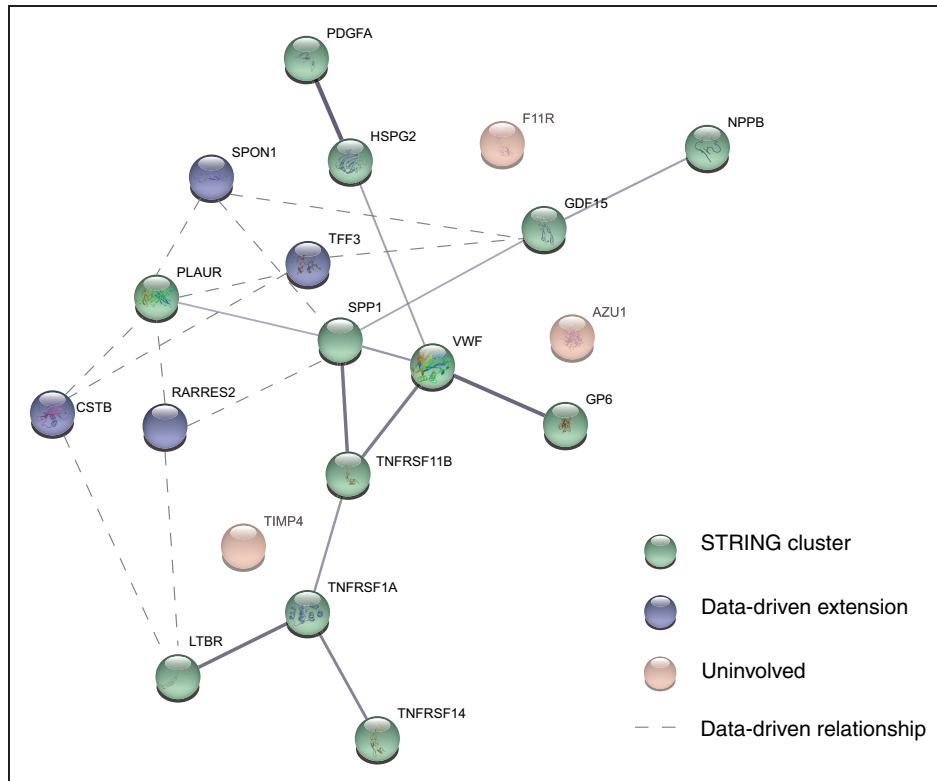 PDGFA
F11R
NPPB
HSPG2
SPON1
GDF15
TFF3
PLAUR
SPP1
AZU1
VWF
RARRES2
CSTB
GP6
TNFRSF11B
TIMP4
STRING cluster
TNFRSF1A
Data-driven extension
LTBR
Uninvolved
TNFRSF14
Data-driven relationship